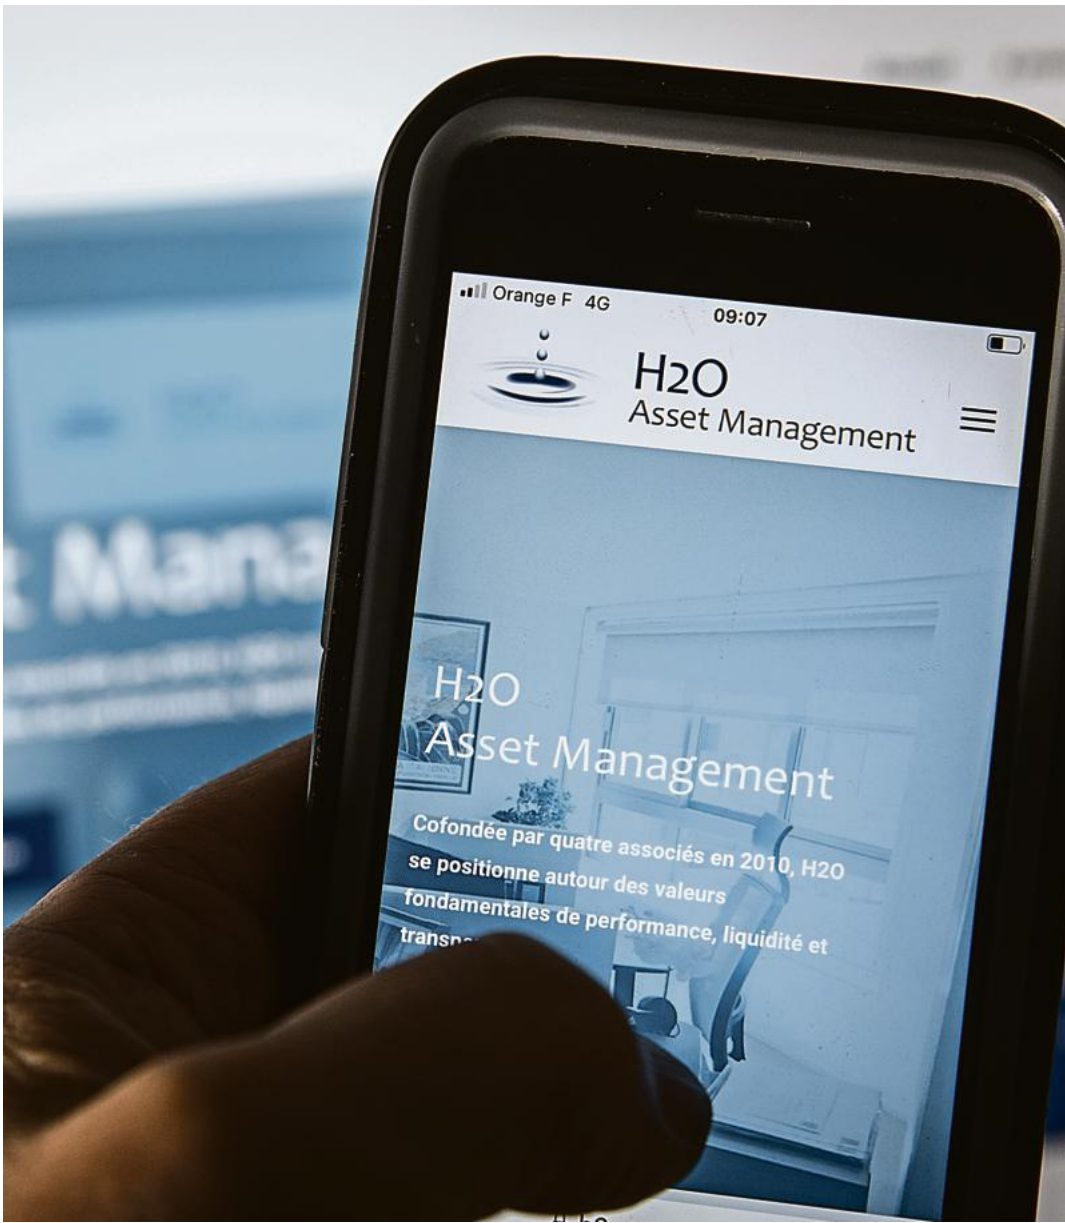 Orange F 4G
09:07
H2O
Asset Management
t Mana
H2O
Asset Management
Cofondée par quatre associés en 2010, H2O
se positionne autour des valeurs
fondamentales de performance, liquidité et